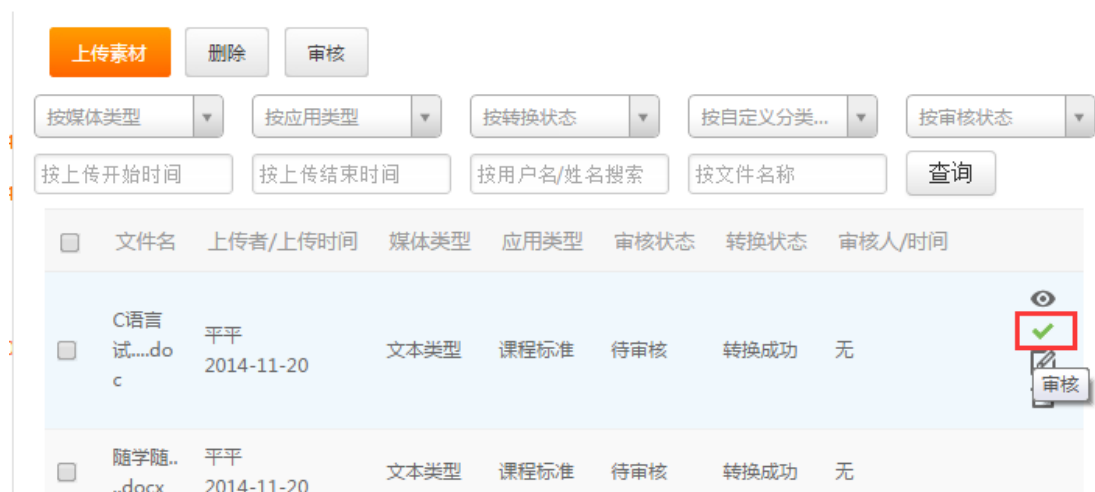 上传素材 删除 审核
按媒体类型 按应用类型 按转换状态 按自定义分类... 按审核状态
按上传开始时间 按上传结束时间 按用户名/姓名搜索 按文件名称 查询
文件名 上传者/上传时间 媒体类型 应用类型 审核状态 转换状态 审核人/时间
C语言
试....do
c
平平
2014-11-20
文本类型 课程标准 待审核 转换成功 无
审核
随学随..
..docx
平平
2014-11-20
文本类型 课程标准 待审核 转换成功 无